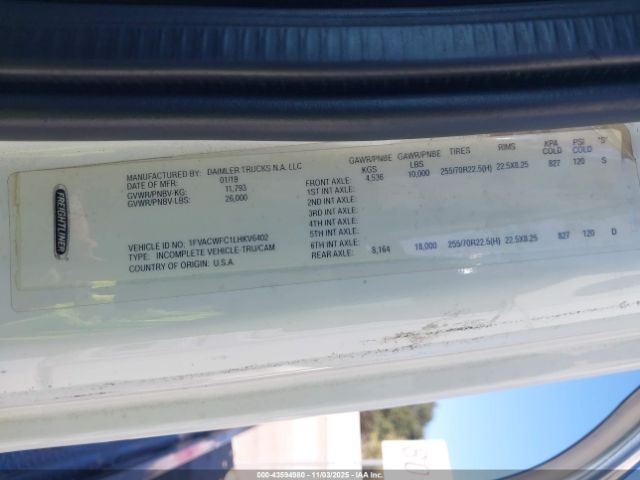 FREIGHTLINER
MANUFACTURED BY: DAIMLER TRUCKS N.A. LLC
DATE OF MFR: 01/19
GVWR/PNBV-KG: 11,793
GVWR/PNBV-LBS: 26,000
VEHICLE ID NO.: 1FVACWFC1LHKV6402
TYPE: INCOMPLETE VEHICLE-TRU/CAM
COUNTRY OF ORIGIN: U.S.A.
GAWR/PNBE KGS GAWR/PNBE LBS TIRES RIMS KPA COLD PSI COLD "S"
FRONT AXLE: 4,536 10,000 255/70R22.5(H) 22.5X8.25 827 120 S
1ST INT AXLE:
2ND INT AXLE:
3RD INT AXLE:
4TH INT AXLE:
5TH INT AXLE:
6TH INT AXLE:
REAR AXLE: 8,164 18,000 255/70R22.5(H) 22.5X8.25 827 120 D
000-43594980 - 11/03/2025 - IAAI.COM